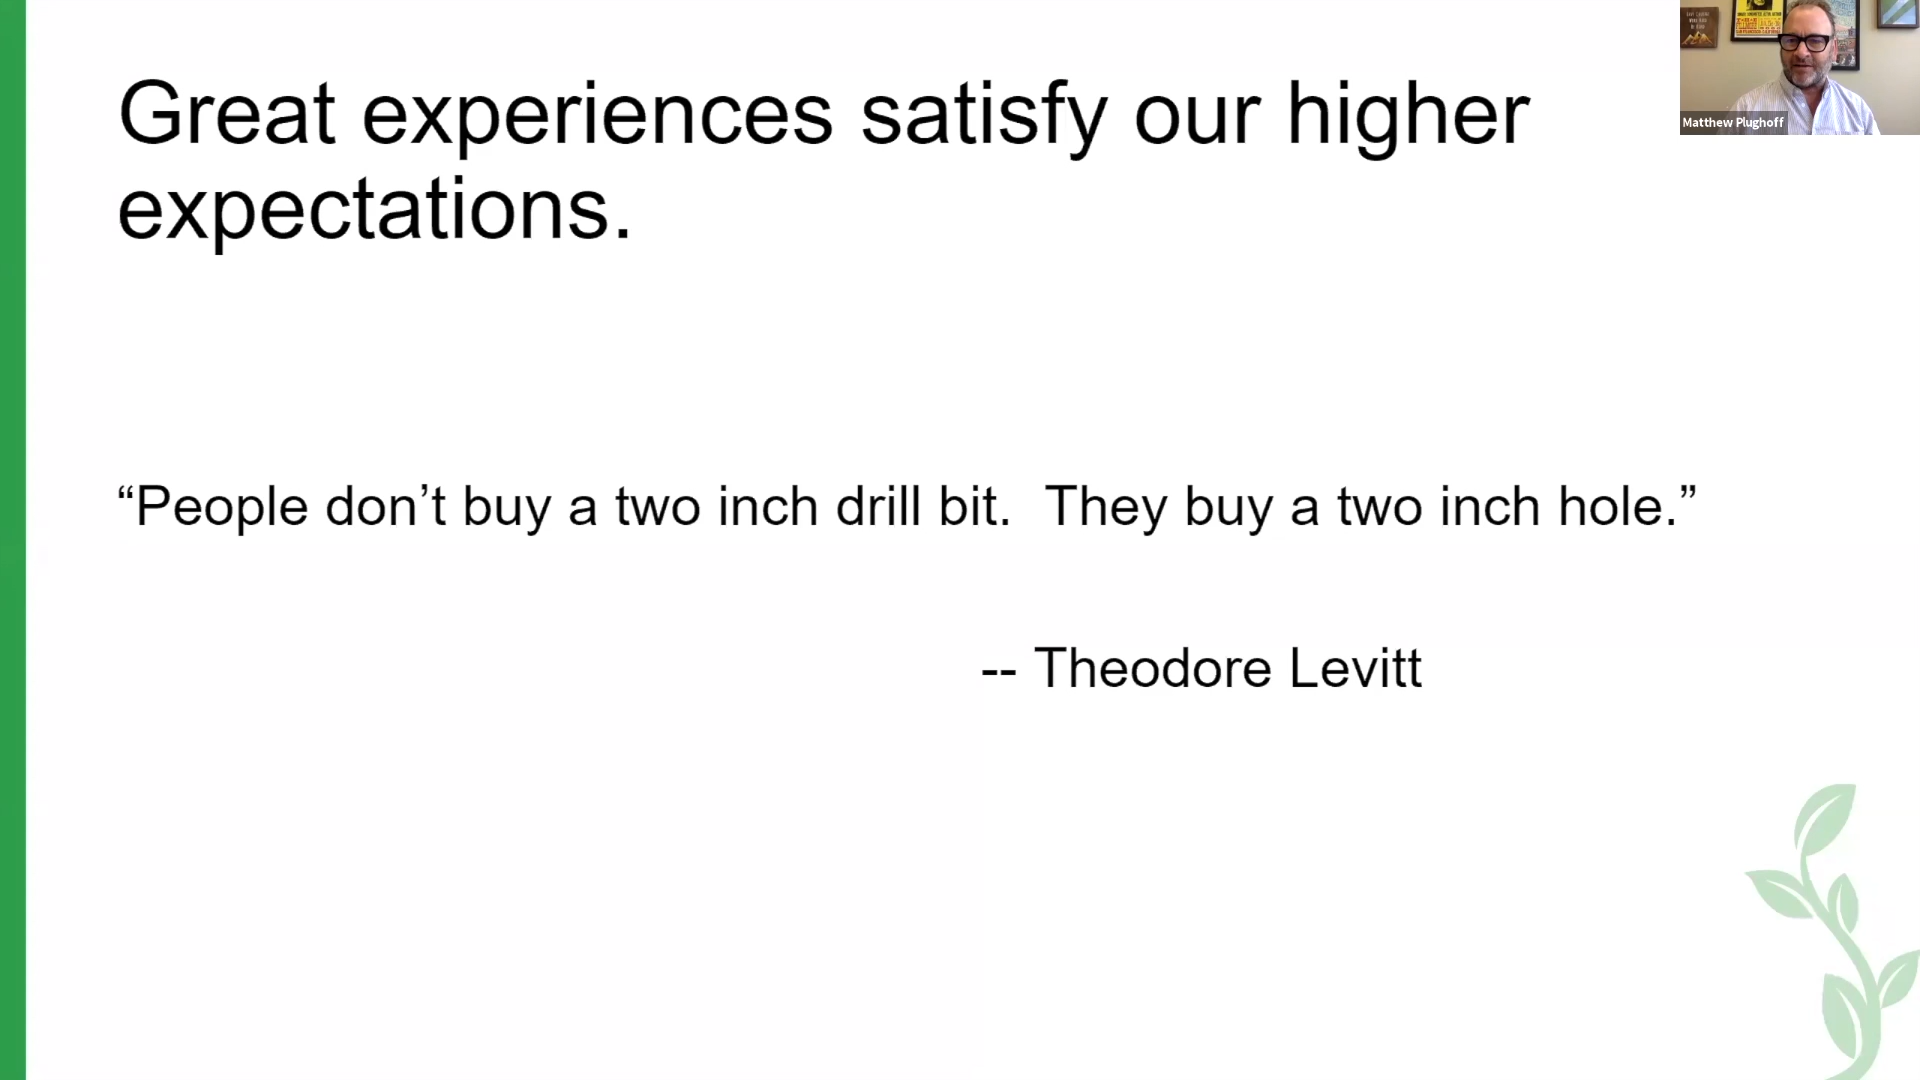 Great experiences satisfy our higher
expectations.
“People don’t buy a two inch drill bit.  They buy a two inch hole.”
-- Theodore Levitt
Matthew Plughoff